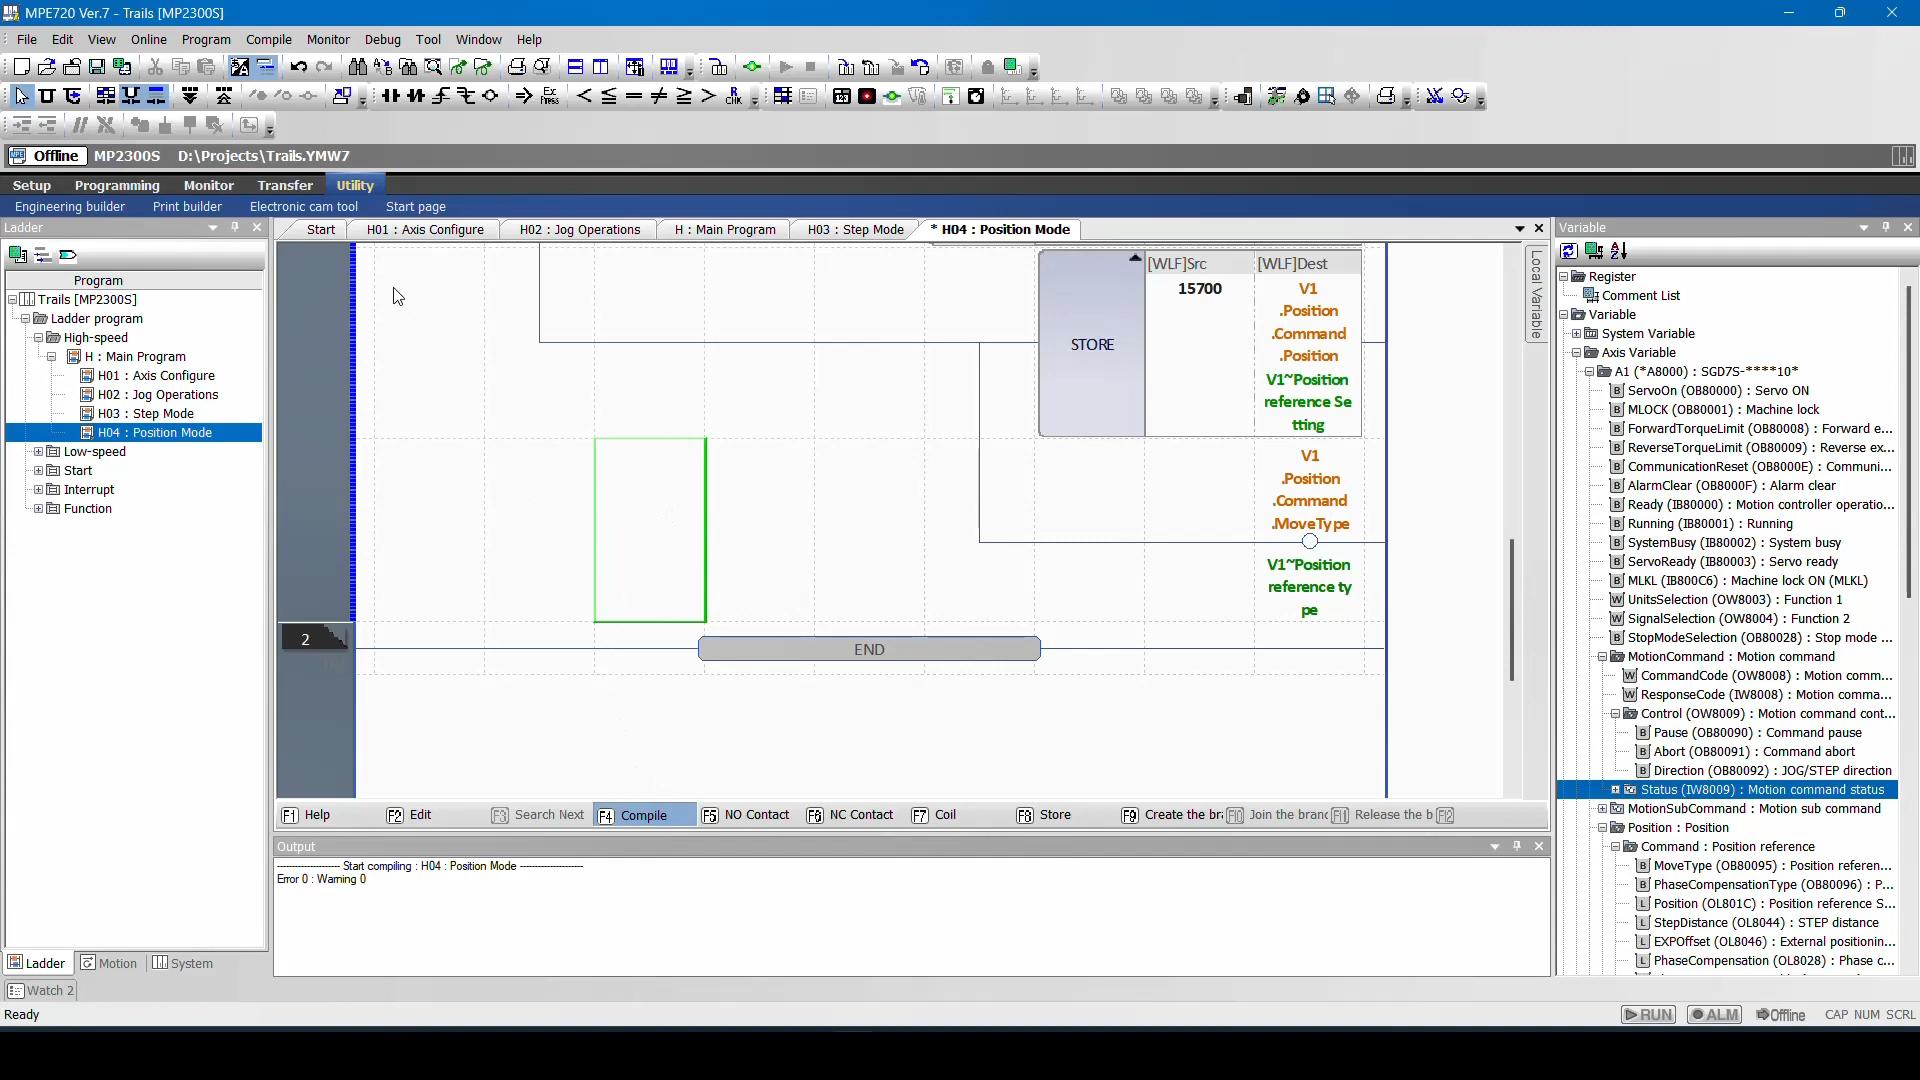 MPE720 Ver.7 - Trails [MP2300S]
File Edit View Online Program Compile Monitor Debug Tool Window Help
Offline MP2300S D:\Projects\Trails.YMW7
Setup Programming Monitor Transfer Utility
Engineering builder Print builder Electronic cam tool Start page
Ladder
Start H01 : Axis Configure H02 : Jog Operations H : Main Program H03 : Step Mode * H04 : Position Mode
Variable
Program
Trails [MP2300S]
Ladder program
High-speed
H : Main Program
H01 : Axis Configure
H02 : Jog Operations
H03 : Step Mode
H04 : Position Mode
Low-speed
Start
Interrupt
Function
Ladder Motion System
Watch 2
[WLF]Src [WLF]Dest
15700
STORE
V1
.Position
.Command
.Position
V1~Position
reference Se
tting
V1
.Position
.Command
.MoveType
V1~Position
reference ty
pe
2
END
Local Variable
F1 Help F2 Edit F3 Search Next F4 Compile F5 NO Contact F6 NC Contact F7 Coil F8 Store F9 Create the br: F10 Join the branc F11 Release the b F12
Output
Start compiling : H04 : Position Mode
Error 0 : Warning 0
Register
Comment List
Variable
System Variable
Axis Variable
A1 (*A8000) : SGD7S-****10*
ServoOn (OB80000) : Servo ON
MLOCK (OB80001) : Machine lock
ForwardTorqueLimit (OB80008) : Forward e...
ReverseTorqueLimit (OB80009) : Reverse ex...
CommunicationReset (OB8000E) : Communi...
AlarmClear (OB8000F) : Alarm clear
Ready (IB80000) : Motion controller operatio...
Running (IB80001) : Running
SystemBusy (IB80002) : System busy
ServoReady (IB80003) : Servo ready
MLKL (IB800C6) : Machine lock ON (MLKL)
UnitsSelection (OW8003) : Function 1
SignalSelection (OW8004) : Function 2
StopModeSelection (OB80028) : Stop mode ...
MotionCommand : Motion command
CommandCode (OW8008) : Motion comm...
ResponseCode (IW8008) : Motion comma...
Control (OW8009) : Motion command cont...
Pause (OB80090) : Command pause
Abort (OB80091) : Command abort
Direction (OB80092) : JOG/STEP direction
Status (IW8009) : Motion command status
MotionSubCommand : Motion sub command
Position : Position
Command : Position reference
MoveType (OB80095) : Position referen...
PhaseCompensationType (OB80096) : P...
Position (OL801C) : Position reference S...
StepDistance (OL8044) : STEP distance
EXPOffset (OL8046) : External positionin...
PhaseCompensation (OL8028) : Phase c...
Ready
RUN ALM Offline CAP NUM SCRL